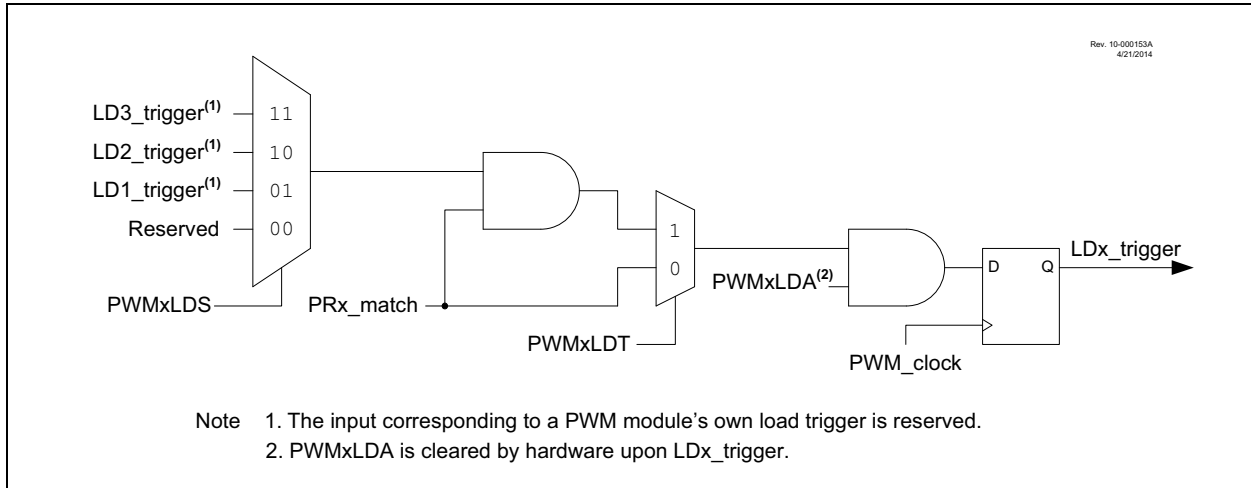 Rev. 10-000153A
4/21/2014
LD3_trigger(1)
11
LD2_trigger(1)
10
LD1_trigger(1)
01
Reserved
00
PWMxLDS
PRx_match
1
0
PWMxLDT
PWMxLDA(2)
D
Q
LDx_trigger
PWM_clock
Note 1. The input corresponding to a PWM module’s own load trigger is reserved.
2. PWMxLDA is cleared by hardware upon LDx_trigger.